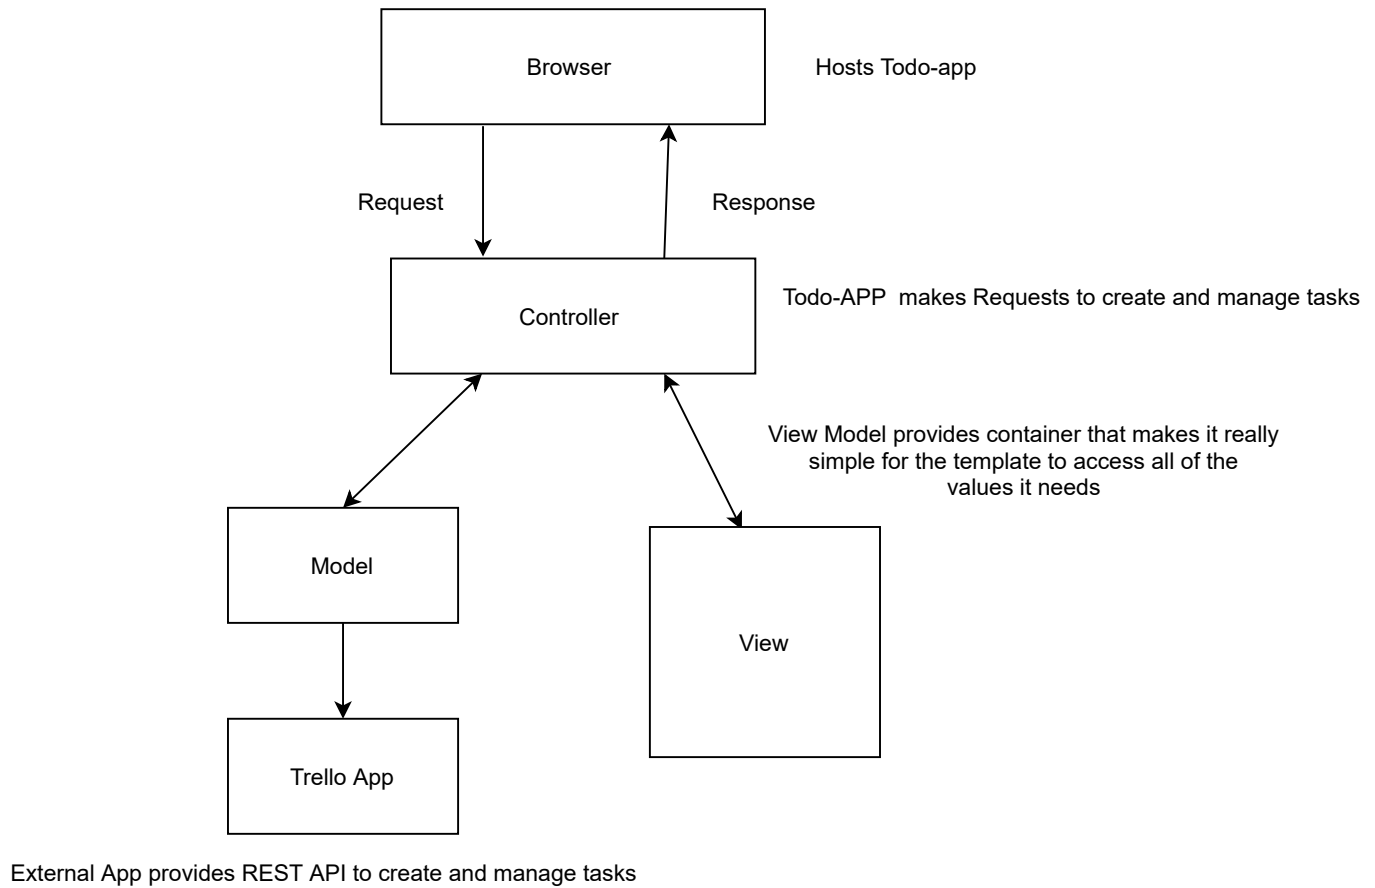 Browser
Hosts Todo-app
Request
Response
Controller
Todo-APP  makes Requests to create and manage tasks
View Model provides container that makes it really
simple for the template to access all of the
values it needs
Model
View
Trello App
External App provides REST API to create and manage tasks